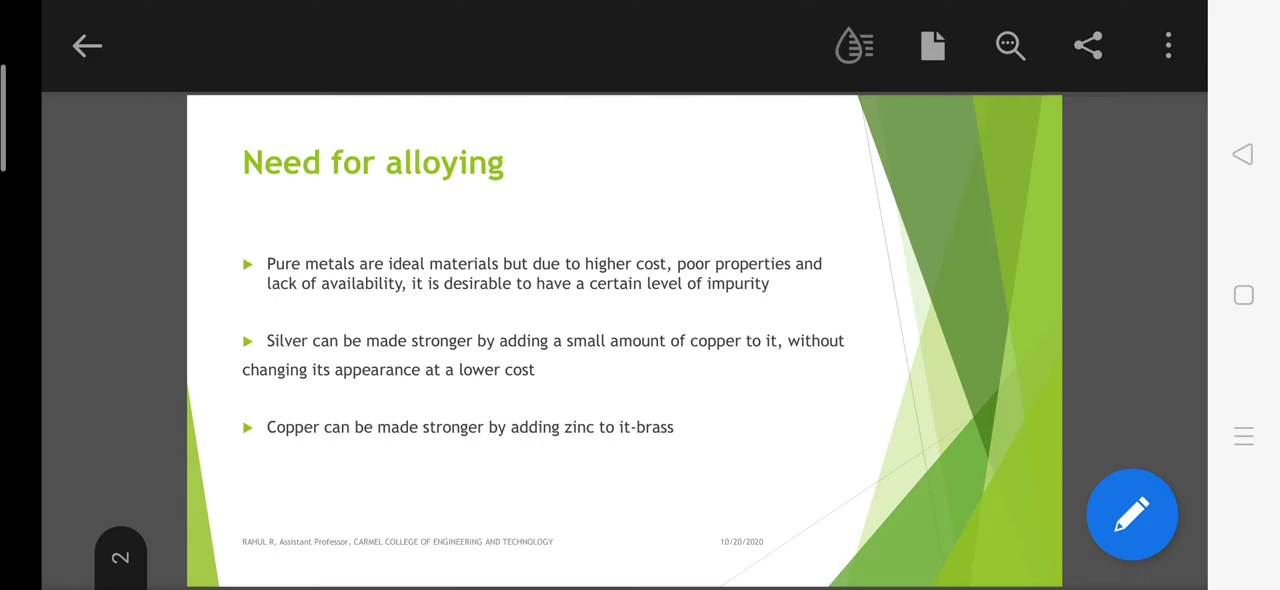 Need for alloying
Pure metals are ideal materials but due to higher cost, poor properties and
lack of availability, it is desirable to have a certain level of impurity
Silver can be made stronger by adding a small amount of copper to it, without
changing its appearance at a lower cost
Copper can be made stronger by adding zinc to it-brass
RAHUL R, Assistant Professor, CARMEL COLLEGE OF ENGINEERING AND TECHNOLOGY
10/20/2020
2